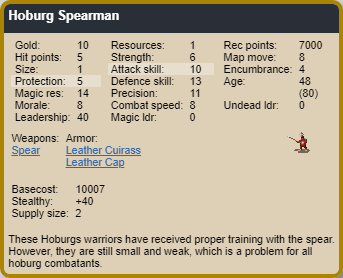 Hoburg Spearman
Gold: 10 Resources: 1 Rec points: 7000
Hit points: 5 Strength: 6 Map move: 8
Size: 1 Attack skill: 10 Encumbrance: 4
Protection: 5 Defence skill: 13 Age: 48
Magic res: 14 Precision: 11 (80)
Morale: 8 Combat speed: 8 Undead ldr: 0
Leadership: 40 Magic ldr: 0
Weapons: Armor:
Spear Leather Cuirass
Leather Cap
Basecost: 10007
Stealthy: +40
Supply size: 2
These Hoburgs warriors have received proper training with the spear.
However, they are still small and weak, which is a problem for all
hoburg combatants.